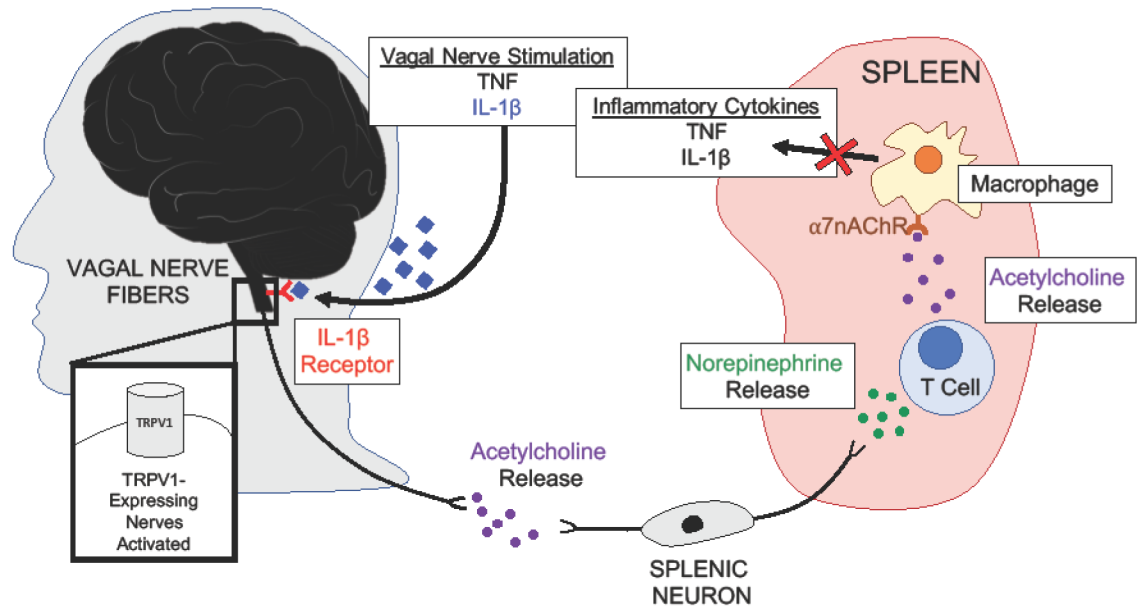 Vagal Nerve Stimulation
TNF
IL-1β
SPLEEN
Inflammatory Cytokines
TNF
IL-1β
Macrophage
α7nAChR
VAGAL NERVE
FIBERS
Acetylcholine
Release
IL-1β
Receptor
Norepinephrine
Release
T Cell
TRPV1
TRPV1-
Expressing
Nerves
Activated
Acetylcholine
Release
SPLENIC
NEURON